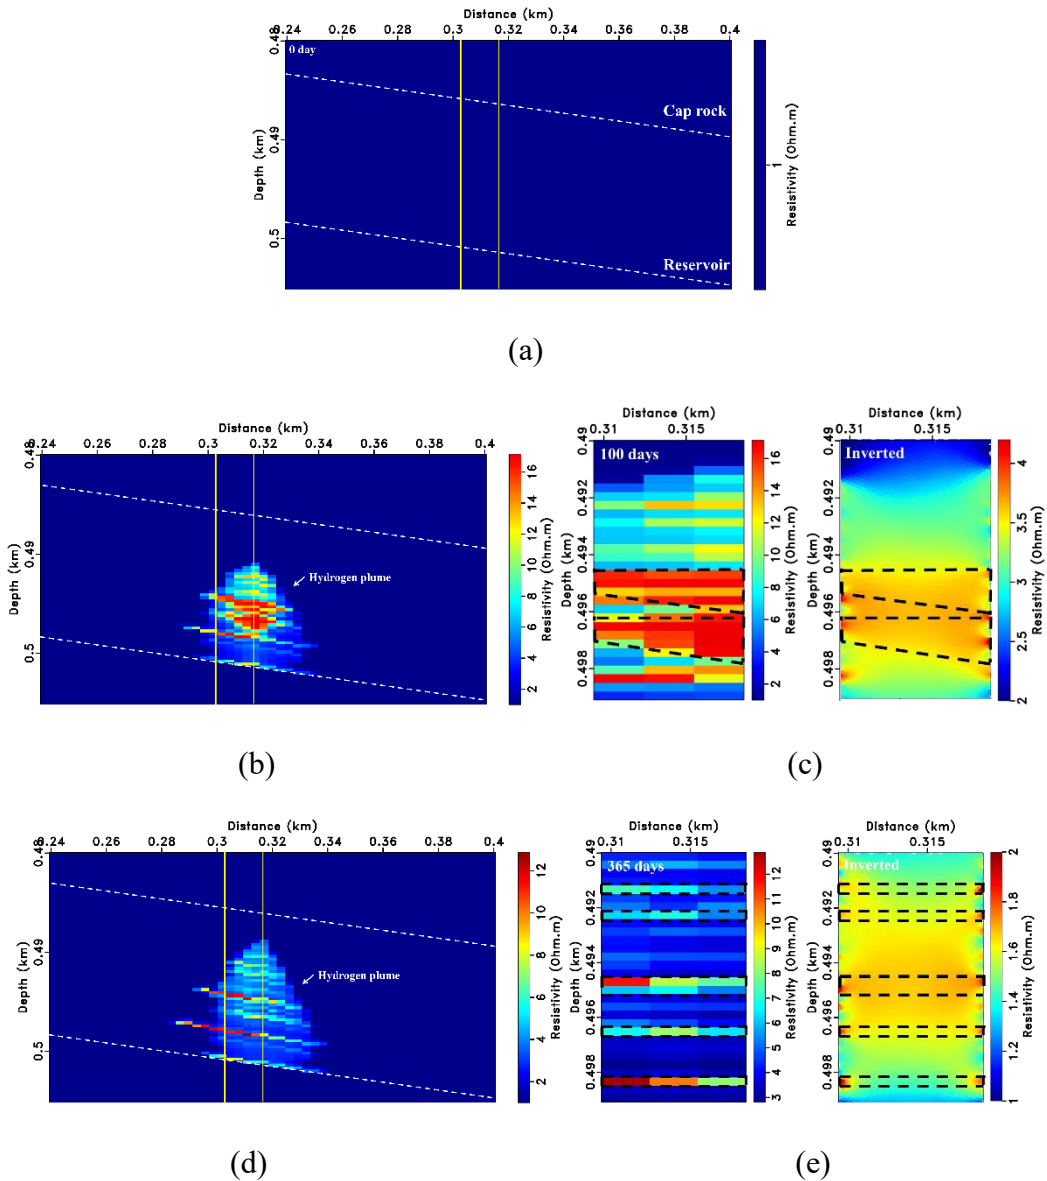 Distance (km)
0.24 0.26 0.28 0.3 0.32 0.34 0.36 0.38 0.4
0.48
0 day
Cap rock
Depth (km)
0.49
1
Resistivity (Ohm.m)
0.5
Reservoir
(a)
Distance (km)
0.24 0.26 0.28 0.3 0.32 0.34 0.36 0.38 0.4
0.48
Depth (km)
0.49
0.5
Hydrogen plume
16
14
12
10
8
6
4
2
Resistivity (Ohm.m)
Distance (km)
0.31 0.315
100 days
Depth (km)
0.49
0.492
0.494
0.496
0.498
16
14
12
10
8
6
4
2
Resistivity (Ohm.m)
Distance (km)
0.31 0.315
Inverted
Depth (km)
0.49
0.492
0.494
0.496
0.498
4
3.5
3
2.5
2
Resistivity (Ohm.m)
(b)
(c)
Distance (km)
0.24 0.26 0.28 0.3 0.32 0.34 0.36 0.38 0.4
0.48
Depth (km)
0.49
0.5
Hydrogen plume
12
10
8
6
4
2
Resistivity (Ohm.m)
Distance (km)
0.31 0.315
365 days
Depth (km)
0.49
0.492
0.494
0.496
0.498
12
11
10
9
8
7
6
5
4
3
Resistivity (Ohm.m)
Distance (km)
0.31 0.315
Inverted
Depth (km)
0.49
0.492
0.494
0.496
0.498
2
1.8
1.6
1.4
1.2
1
Resistivity (Ohm.m)
(d)
(e)